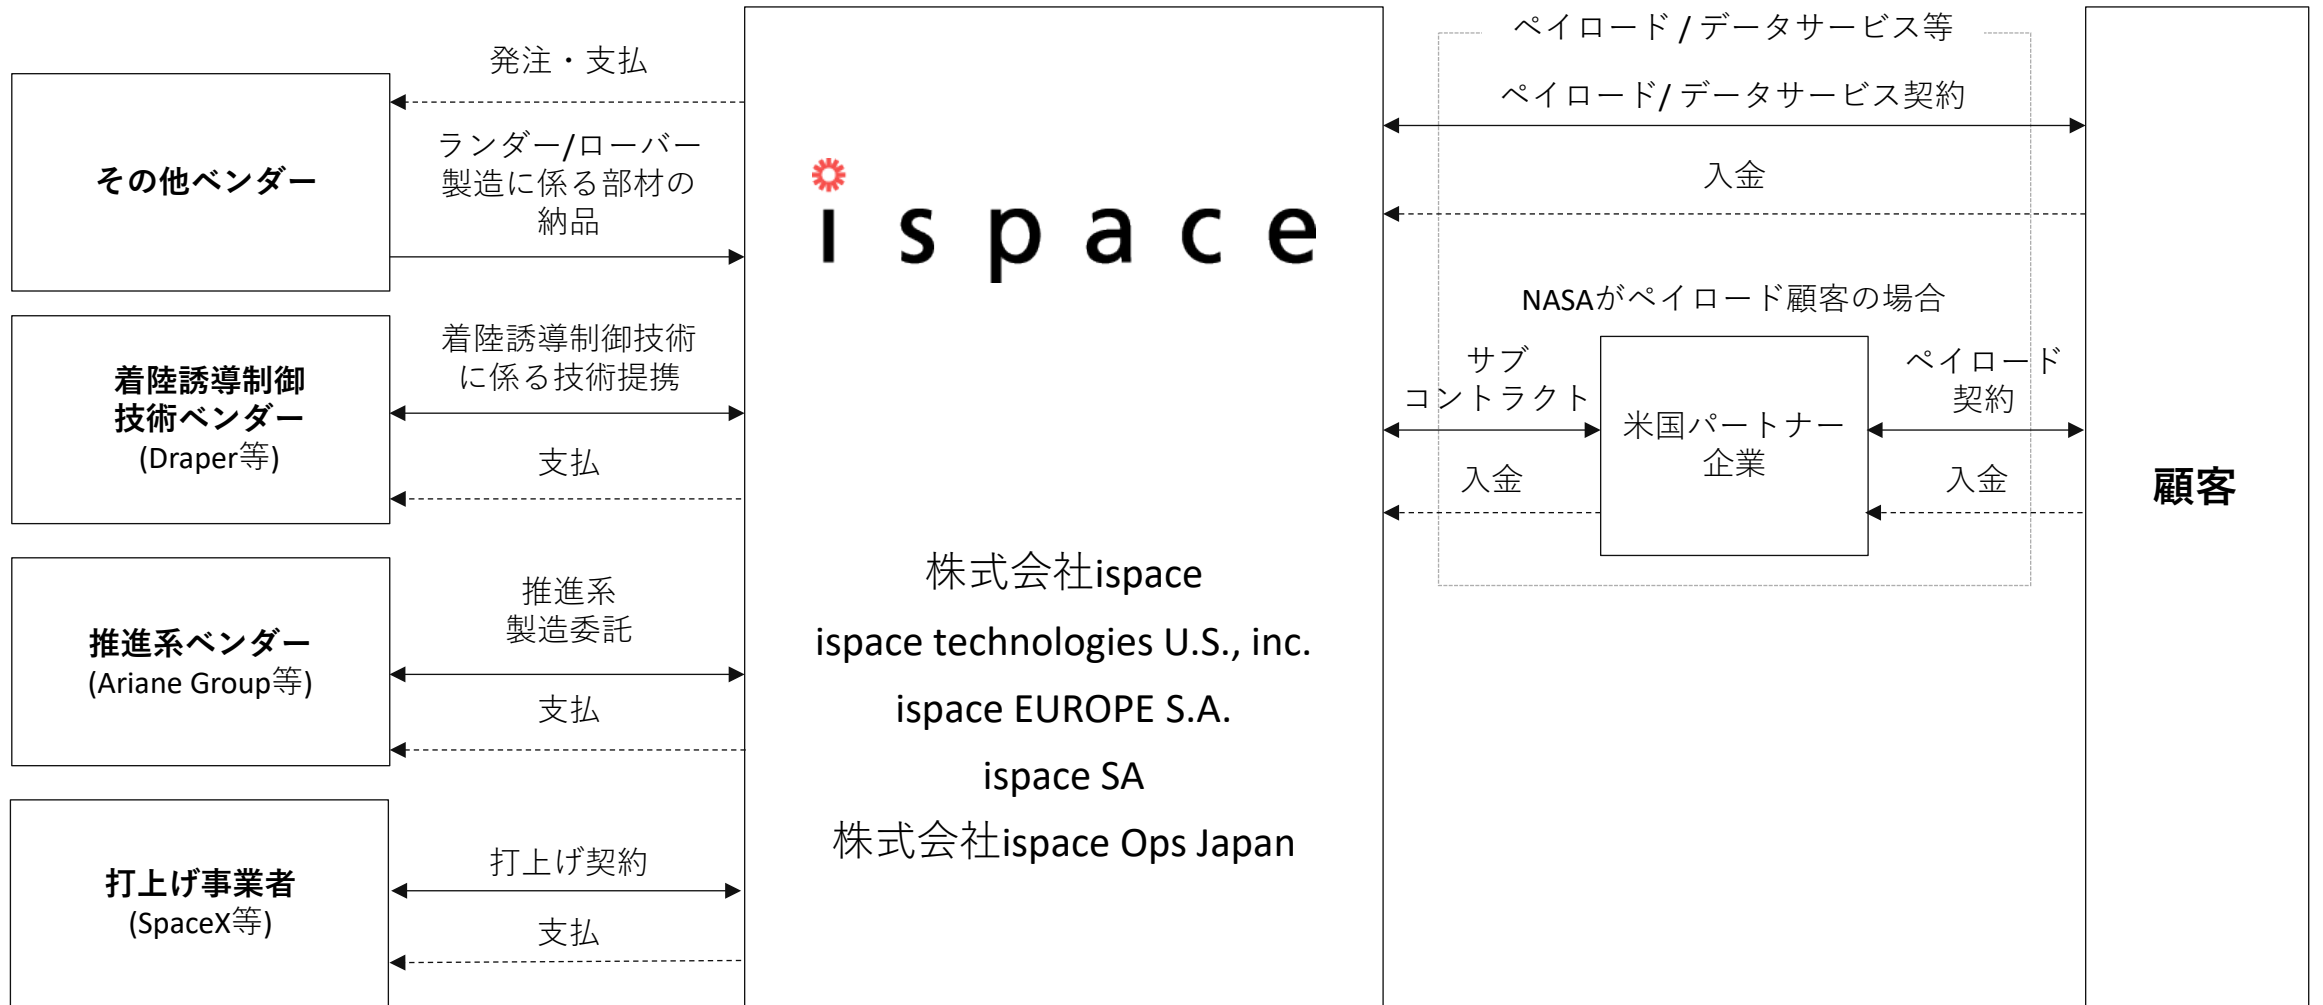 その他ベンダー
発注・支払
ランダー/ローバー
製造に係る部材の
納品
着陸誘導制御
技術ベンダー
(Draper等)
着陸誘導制御技術
に係る技術提携
支払
推進系ベンダー
(Ariane Group等)
推進系
製造委託
支払
打上げ事業者
(SpaceX等)
打上げ契約
支払
ispace
株式会社ispace
ispace technologies U.S., inc.
ispace EUROPE S.A.
ispace SA
株式会社ispace Ops Japan
ペイロード / データサービス等
ペイロード/ データサービス契約
入金
NASAがペイロード顧客の場合
サブ
コントラクト
入金
米国パートナー
企業
ペイロード
契約
入金
顧客